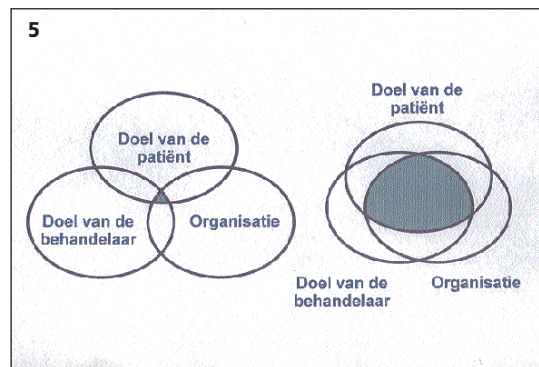 5
Doel van de
patiënt
Doel van de
behandelaar
Organisatie
Doel van de
patiënt
Doel van de
behandelaar
Organisatie